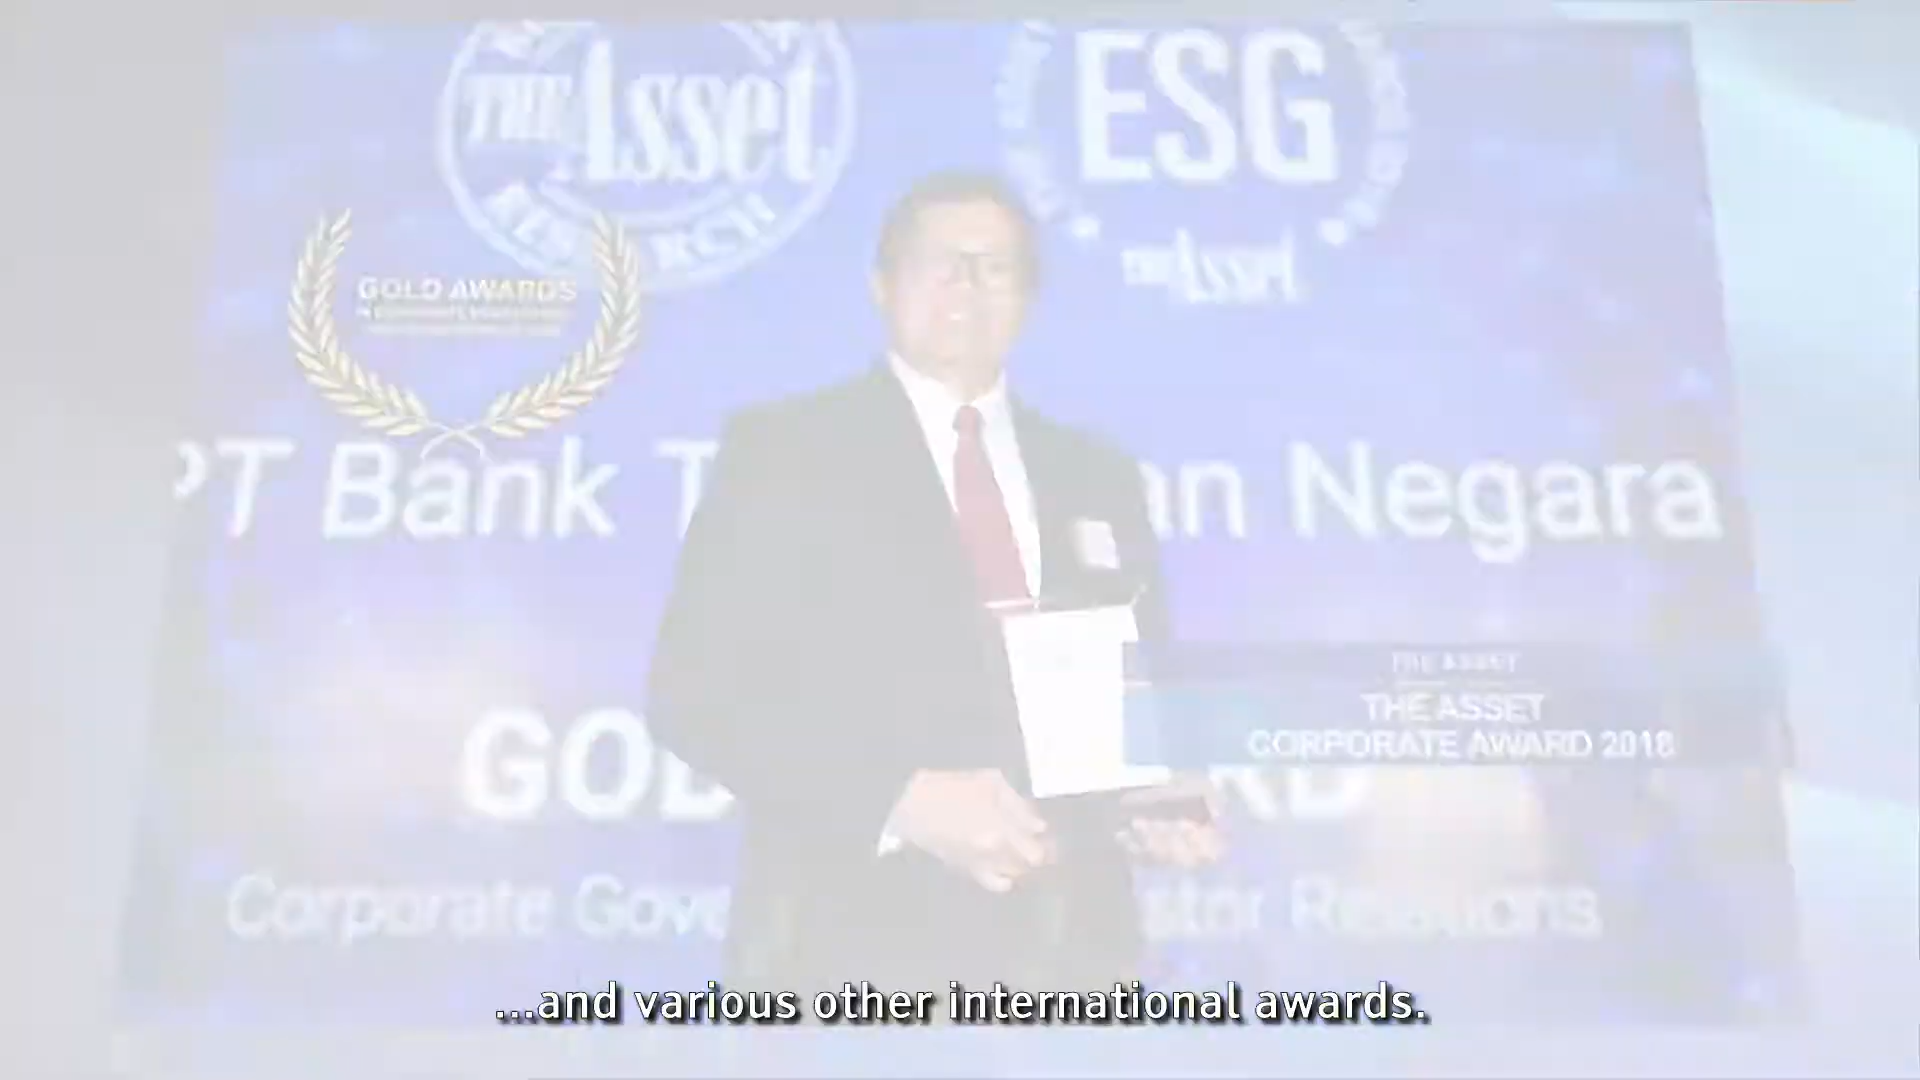 THE Asset
ESG
THE Asset
GOLD AWARDS
PT Bank T an Negara
GOL RD
THE ASSET
THE ASSET
CORPORATE AWARD 2018
Corporate Gove stor Relations
...and various other international awards.